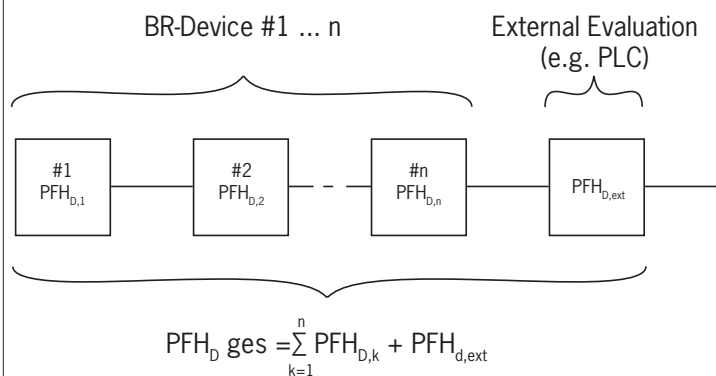 BR-Device #1 ... n
External Evaluation
(e.g. PLC)
#1
PFH_D,1
#2
PFH_D,2
#n
PFH_D,n
PFH_D,ext
PFH_D ges =∑ PFH_D,k + PFH_d,ext
n
k=1